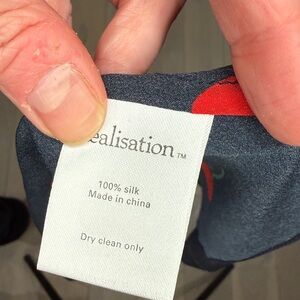 ealisation™
100% silk
Made in china
Dry clean only